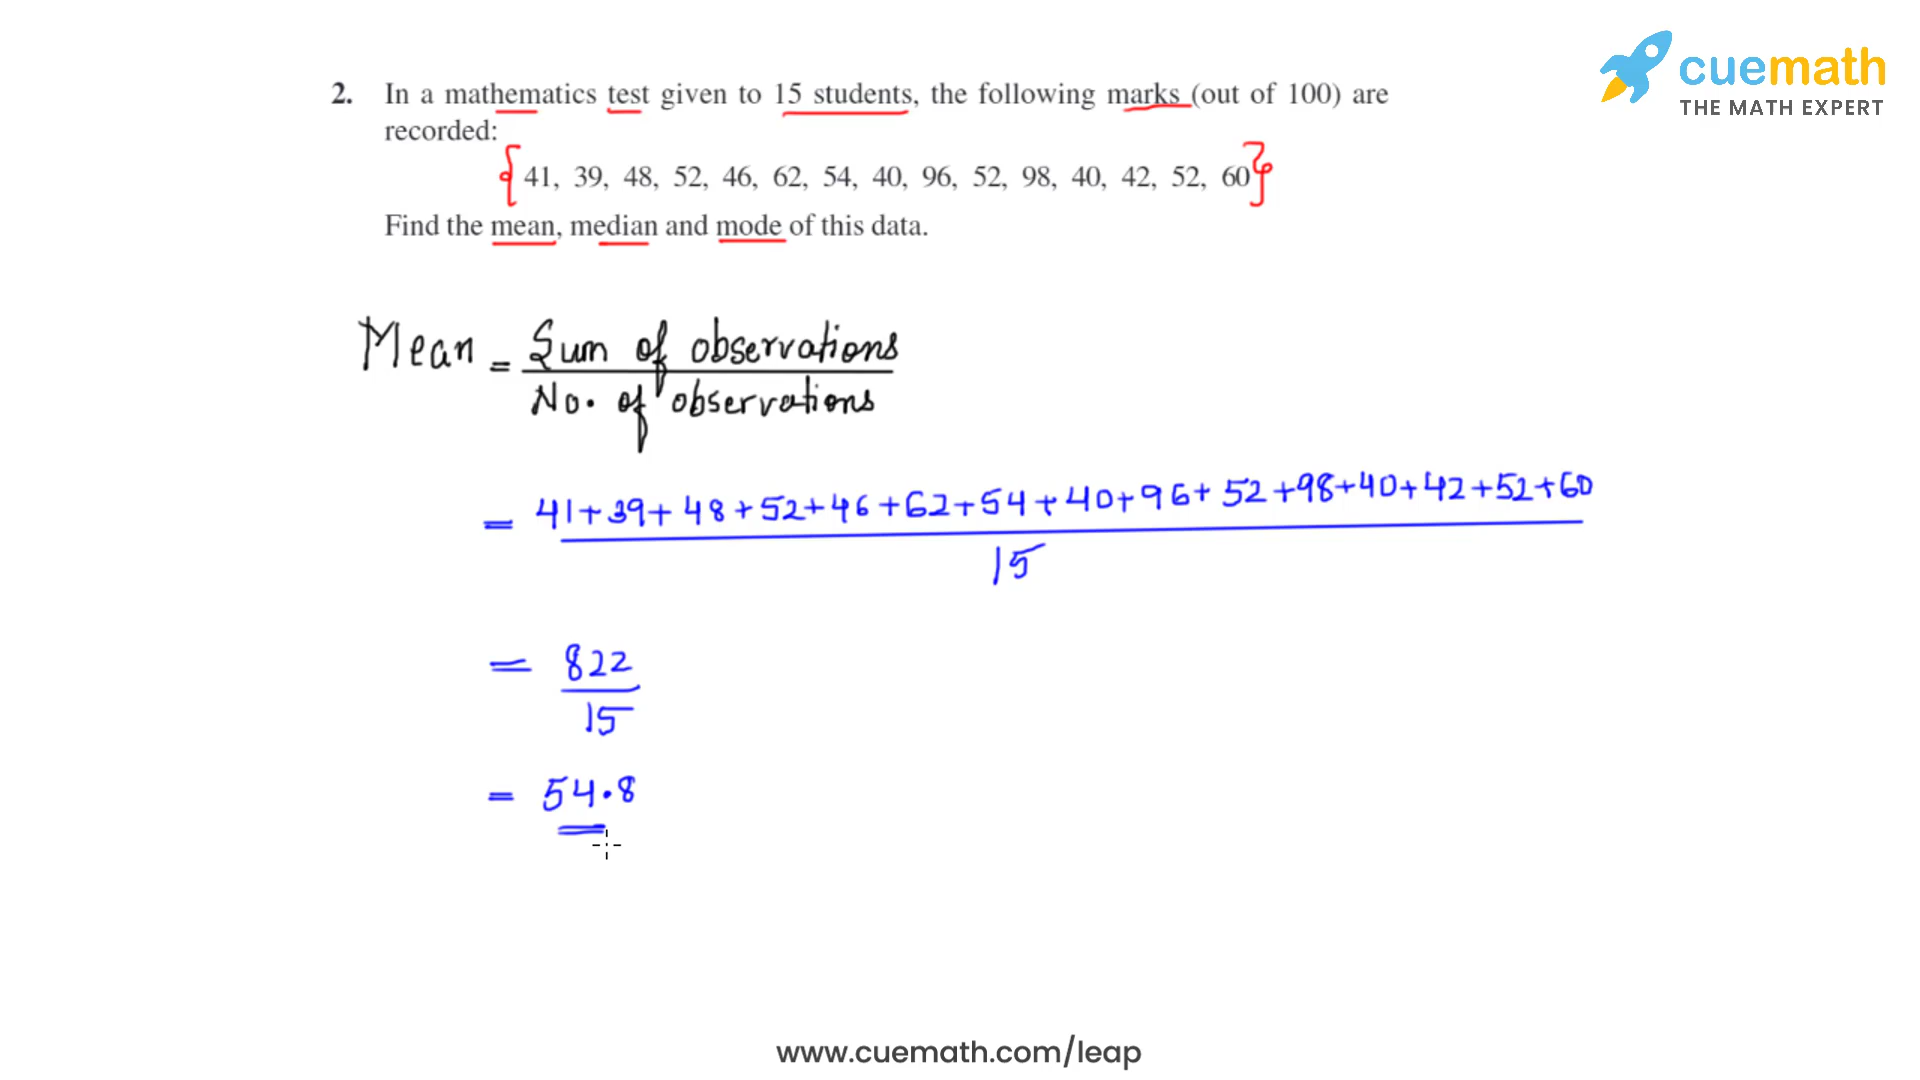 cuemath
THE MATH EXPERT
2. In a mathematics test given to 15 students, the following marks (out of 100) are
recorded:
{41, 39, 48, 52, 46, 62, 54, 40, 96, 52, 98, 40, 42, 52, 60}
Find the mean, median and mode of this data.
Mean = Sum of observations
No. of observations
= 41+39+48+52+46+62+54+40+96+52+98+40+42+52+60
15
= 822
15
= 54.8
www.cuemath.com/leap